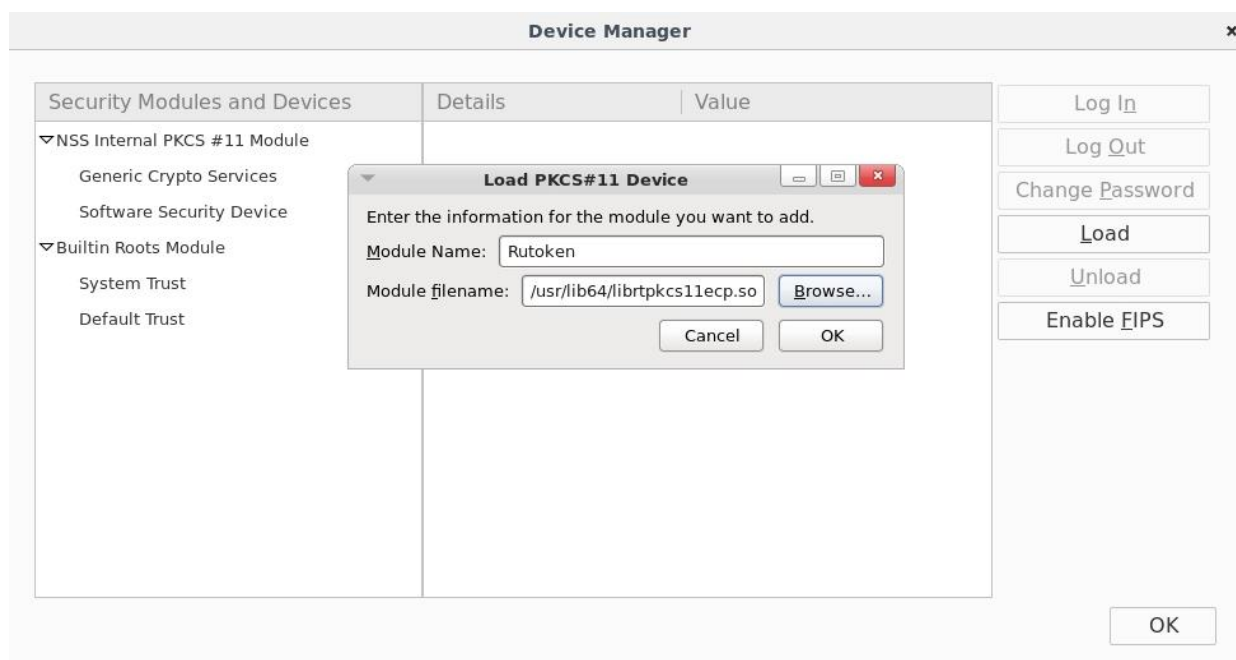 Device Manager
Security Modules and Devices
Details
Value
NSS Internal PKCS #11 Module
Generic Crypto Services
Software Security Device
Builtin Roots Module
System Trust
Default Trust
Load PKCS#11 Device
Enter the information for the module you want to add.
Module Name: Rutoken
Module filename: /usr/lib64/librtpkcs11ecp.so Browse...
Cancel OK
Log In
Log Out
Change Password
Load
Unload
Enable FIPS
OK